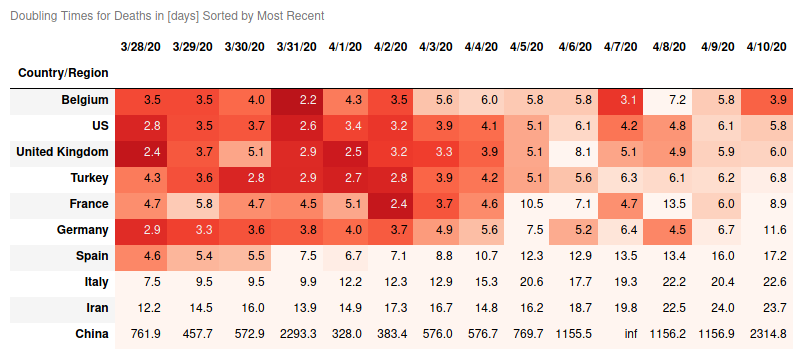 Doubling Times for Deaths in [days] Sorted by Most Recent
3/28/20 3/29/20 3/30/20 3/31/20 4/1/20 4/2/20 4/3/20 4/4/20 4/5/20 4/6/20 4/7/20 4/8/20 4/9/20 4/10/20
Country/Region
Belgium 3.5 3.5 4.0 2.2 4.3 3.5 5.6 6.0 5.8 5.8 3.1 7.2 5.8 3.9
US 2.8 3.5 3.7 2.6 3.4 3.2 3.9 4.1 5.1 6.1 4.2 4.8 6.1 5.8
United Kingdom 2.4 3.7 5.1 2.9 2.5 3.2 3.3 3.9 5.1 8.1 5.1 4.9 5.9 6.0
Turkey 4.3 3.6 2.8 2.9 2.7 2.8 3.9 4.2 5.1 5.6 6.3 6.1 6.2 6.8
France 4.7 5.8 4.7 4.5 5.1 2.4 3.7 4.6 10.5 7.1 4.7 13.5 6.0 8.9
Germany 2.9 3.3 3.6 3.8 4.0 3.7 4.9 5.6 7.5 5.2 6.4 4.5 6.7 11.6
Spain 4.6 5.4 5.5 7.5 6.7 7.1 8.8 10.7 12.3 12.9 13.5 13.4 16.0 17.2
Italy 7.5 9.5 9.5 9.9 12.2 12.3 12.9 15.3 20.6 17.7 19.3 22.2 20.4 22.6
Iran 12.2 14.5 16.0 13.9 14.9 17.3 16.7 14.8 16.2 18.7 19.8 22.5 24.0 23.7
China 761.9 457.7 572.9 2293.3 328.0 383.4 576.0 576.7 769.7 1155.5 inf 1156.2 1156.9 2314.8